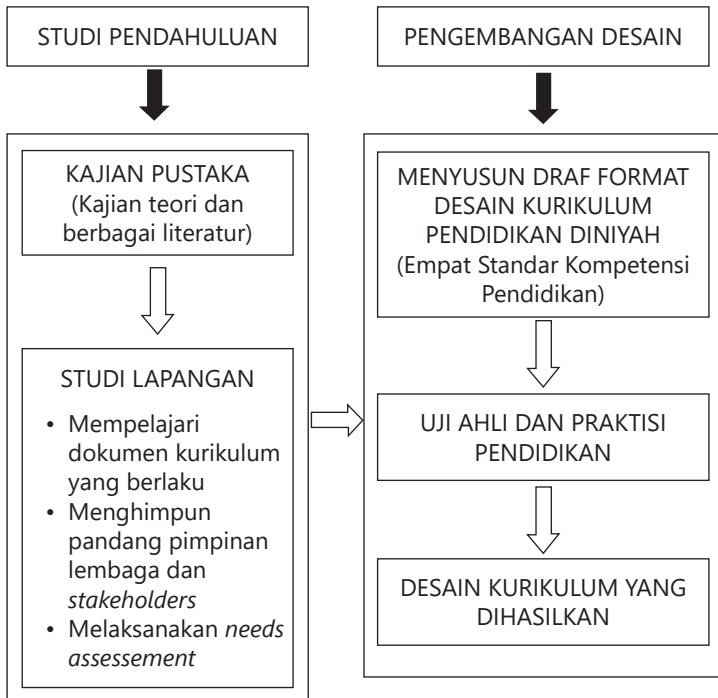 STUDI PENDAHULUAN
KAJIAN PUSTAKA
(Kajian teori dan
berbagai literatur)
STUDI LAPANGAN
• Mempelajari
dokumen kurikulum
yang berlaku
• Menghimpun
pandang pimpinan
lembaga dan
stakeholders
• Melaksanakan needs
assessement
PENGEMBANGAN DESAIN
MENYUSUN DRAF FORMAT
DESAIN KURIKULUM
PENDIDIKAN DINIYAH
(Empat Standar Kompetensi
Pendidikan)
UJI AHLI DAN PRAKTISI
PENDIDIKAN
DESAIN KURIKULUM YANG
DIHASILKAN